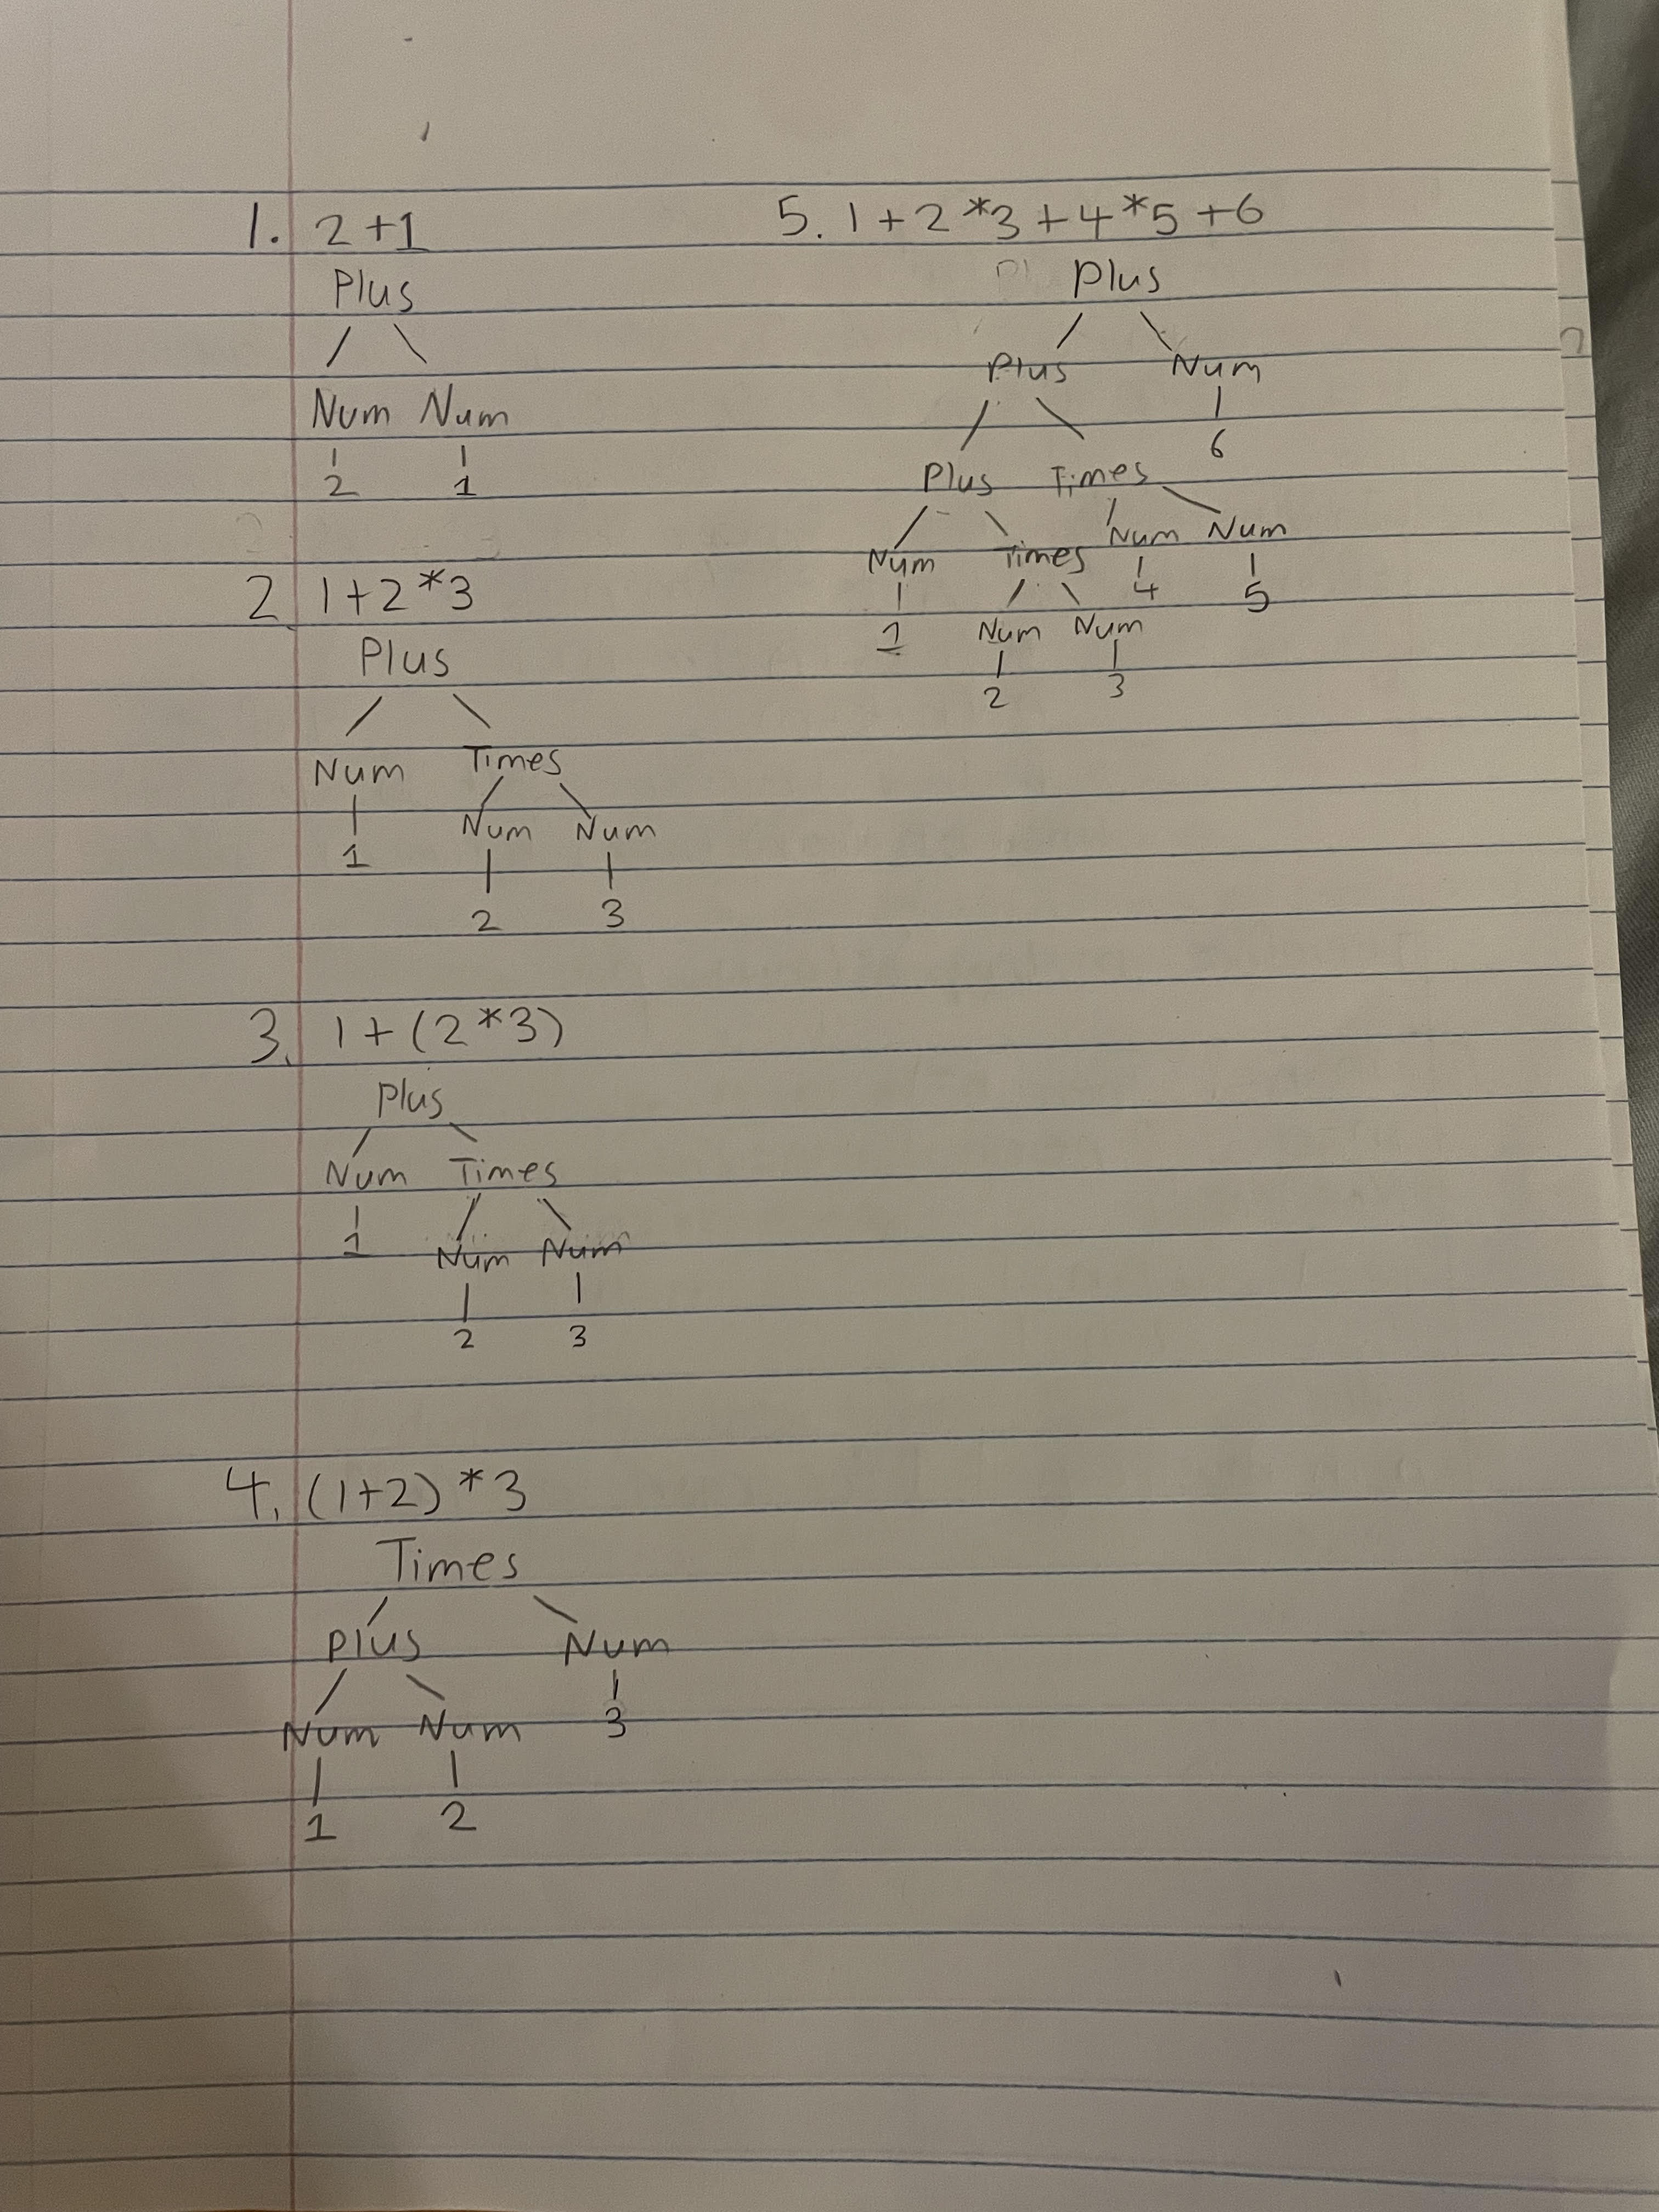 1. 2+1
Plus
/ \
Num Num
| |
2 1
2. 1+2*3
Plus
/ \
Num Times
| / \
1 Num Num
| |
2 3
3. 1+(2*3)
Plus
/ \
Num Times
| / \
1 Num Num
| |
2 3
4. (1+2)*3
Times
/ \
Plus Num
/ \ |
Num Num 3
| |
1 2
5. 1+2*3+4*5+6
Plus
/ \
Plus Num
/ \ |
6
Plus Times
/ \ / \
Num Times Num Num
| / \ | |
1 Num Num 4 5
| |
2 3